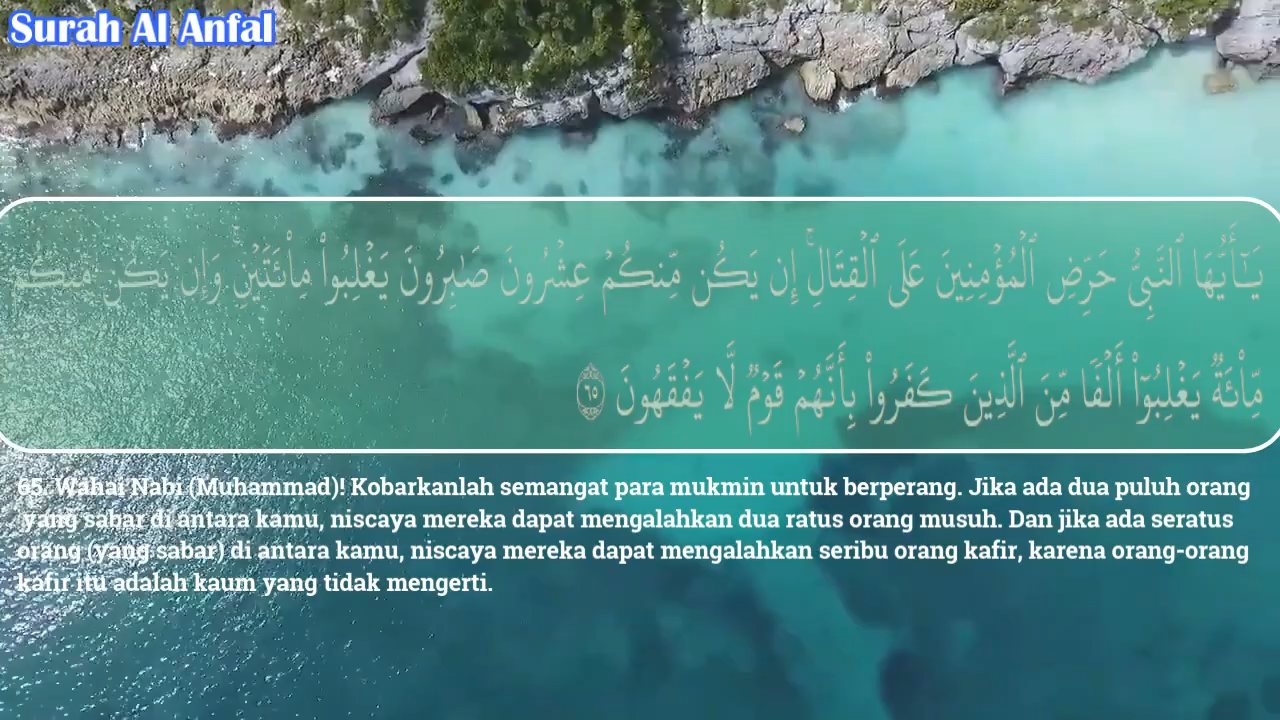 Surah Al Anfal
يَـٰٓأَيُّهَا ٱلنَّبِىُّ حَرِّضِ ٱلْمُؤْمِنِينَ عَلَى ٱلْقِتَالِ ۚ إِن يَكُن مِّنكُمْ عِشْرُونَ صَـٰبِرُونَ يَغْلِبُوا۟ مِا۟ئَتَيْنِ ۚ وَإِن يَكُن مِّنكُم
مِّا۟ئَةٌ يَغْلِبُوٓا۟ أَلْفًا مِّنَ ٱلَّذِينَ كَفَرُوا۟ بِأَنَّهُمْ قَوْمٌ لَّا يَفْقَهُونَ ٦٥
65. Wahai Nabi (Muhammad)! Kobarkanlah semangat para mukmin untuk berperang. Jika ada dua puluh orang
yang sabar di antara kamu, niscaya mereka dapat mengalahkan dua ratus orang musuh. Dan jika ada seratus
orang (yang sabar) di antara kamu, niscaya mereka dapat mengalahkan seribu orang kafir, karena orang-orang
kafir itu adalah kaum yang tidak mengerti.